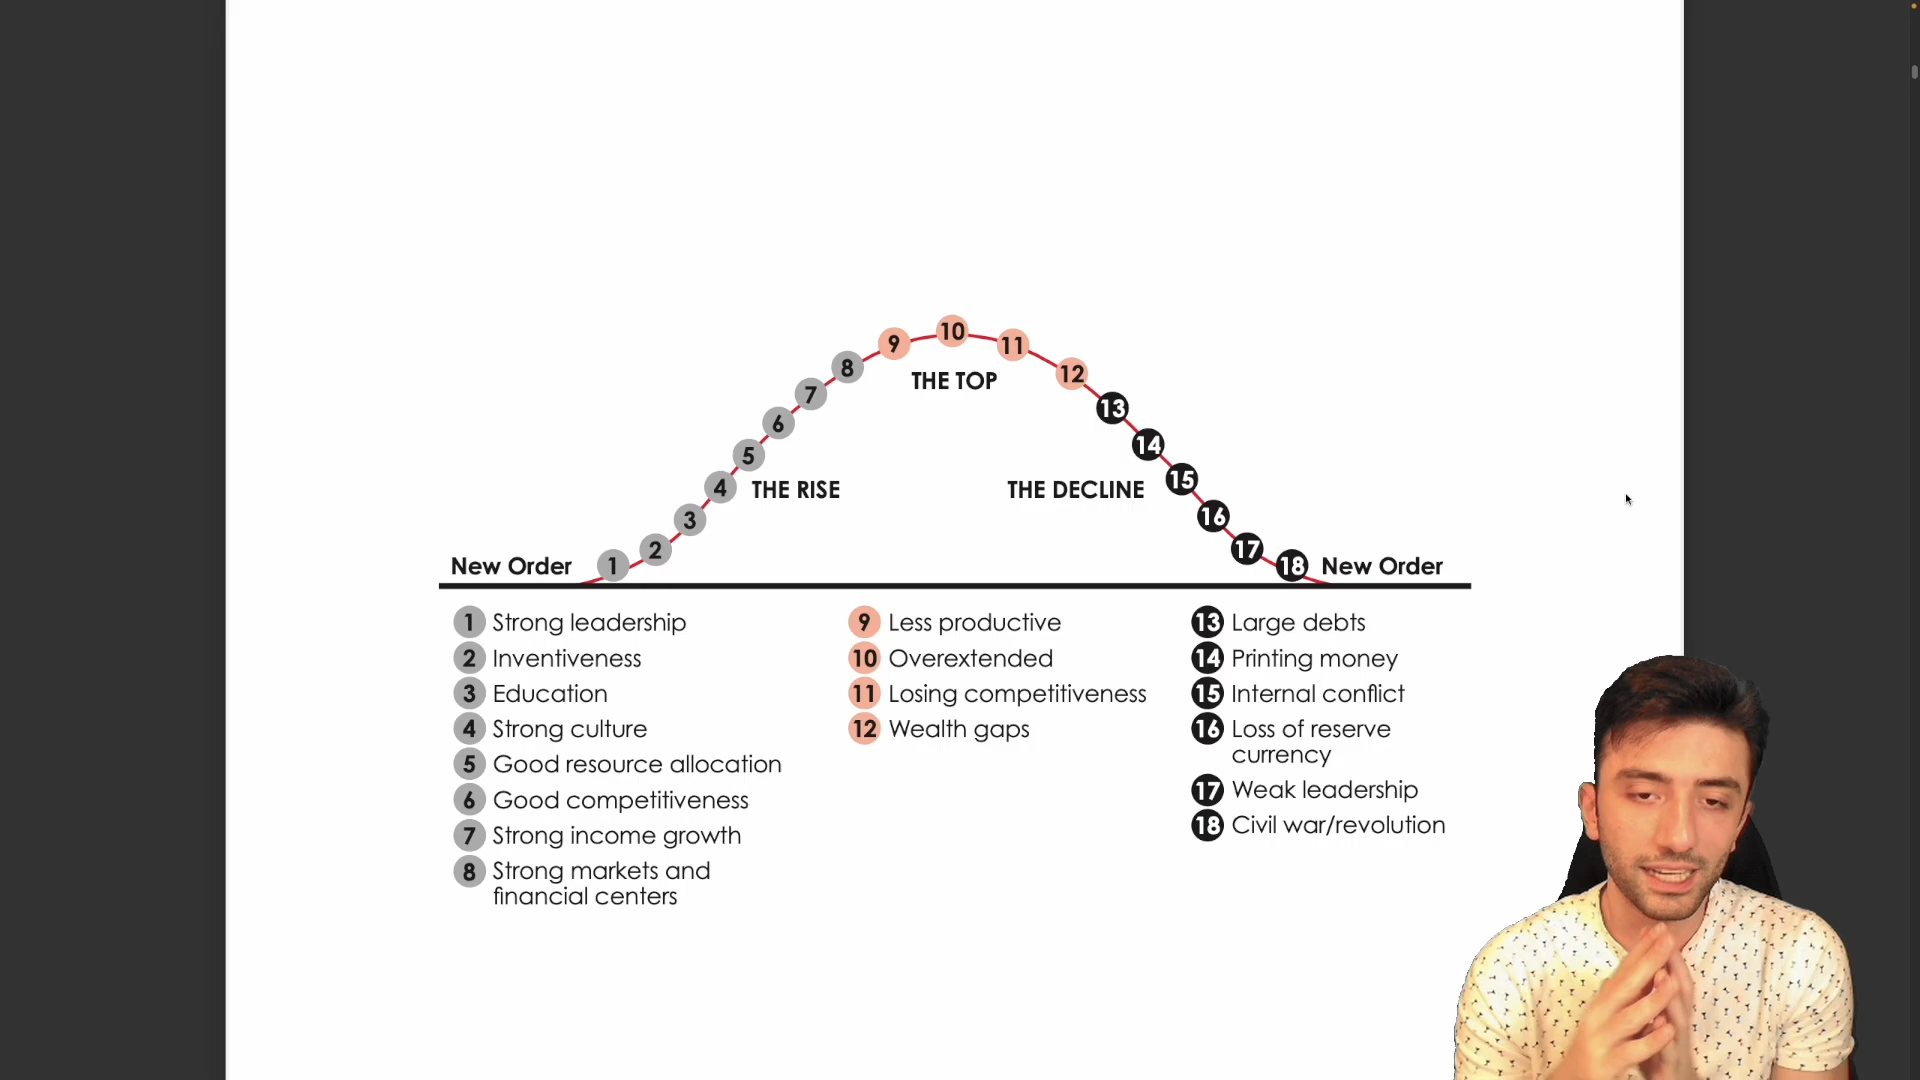 9 10 11
8 12
THE TOP
7 13
6 14
5 15
4 THE RISE THE DECLINE
3 16
2 17
New Order 1 18 New Order
1 Strong leadership
2 Inventiveness
3 Education
4 Strong culture
5 Good resource allocation
6 Good competitiveness
7 Strong income growth
8 Strong markets and
financial centers
9 Less productive
10 Overextended
11 Losing competitiveness
12 Wealth gaps
13 Large debts
14 Printing money
15 Internal conflict
16 Loss of reserve
currency
17 Weak leadership
18 Civil war/revolution